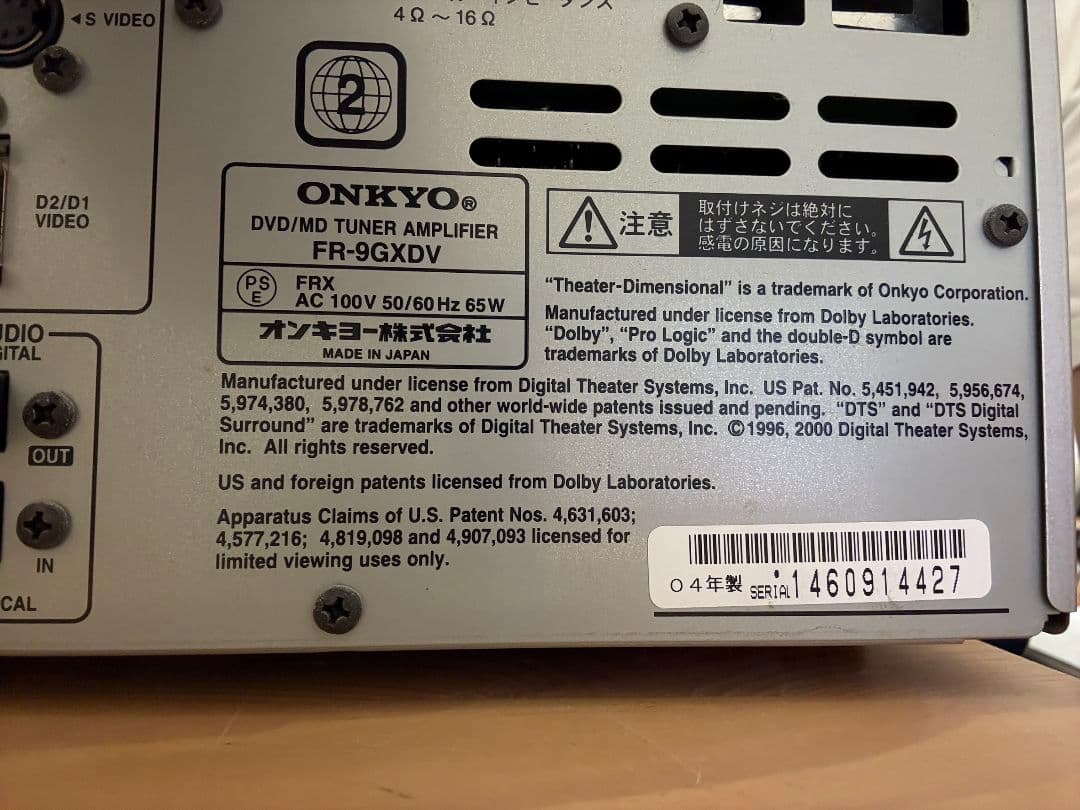 ◄S VIDEO
4Ω～16Ω
2
D2/D1
VIDEO
ONKYO®
DVD/MD TUNER AMPLIFIER
FR-9GXDV
PS
E
FRX
AC 100V 50/60Hz 65W
オンキヨー株式会社
MADE IN JAPAN
注意
取付けネジは絶対に
はずさないでください。
感電の原因になります。
“Theater-Dimensional” is a trademark of Onkyo Corporation.
Manufactured under license from Dolby Laboratories.
“Dolby”, “Pro Logic” and the double-D symbol are
trademarks of Dolby Laboratories.
Manufactured under license from Digital Theater Systems, Inc. US Pat. No. 5,451,942, 5,956,674,
5,974,380, 5,978,762 and other world-wide patents issued and pending. “DTS” and “DTS Digital
Surround” are trademarks of Digital Theater Systems, Inc. ©1996, 2000 Digital Theater Systems,
Inc. All rights reserved.
US and foreign patents licensed from Dolby Laboratories.
Apparatus Claims of U.S. Patent Nos. 4,631,603;
4,577,216; 4,819,098 and 4,907,093 licensed for
limited viewing uses only.
OUT
IN
04年製 SERIAL 1460914427